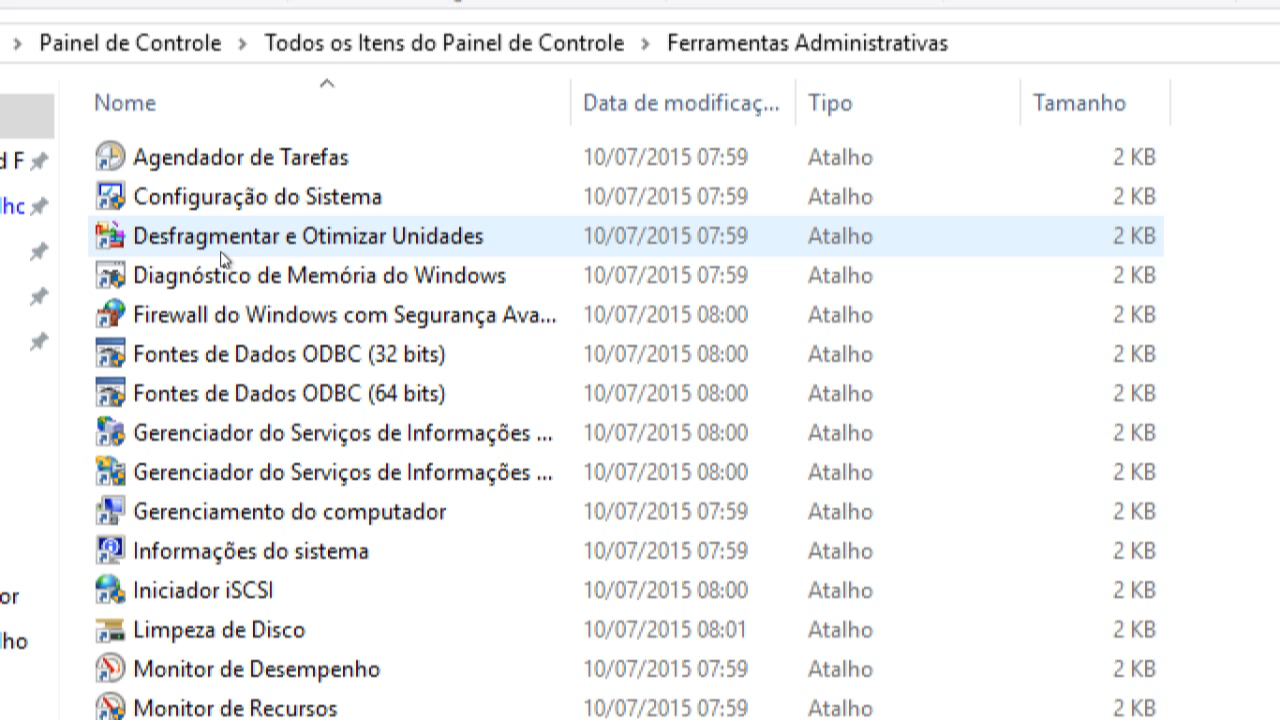 Painel de Controle > Todos os Itens do Painel de Controle > Ferramentas Administrativas
Nome Data de modificaç... Tipo Tamanho
Agendador de Tarefas 10/07/2015 07:59 Atalho 2 KB
d F
Configuração do Sistema 10/07/2015 07:59 Atalho 2 KB
lhc
Desfragmentar e Otimizar Unidades 10/07/2015 07:59 Atalho 2 KB
Diagnóstico de Memória do Windows 10/07/2015 07:59 Atalho 2 KB
Firewall do Windows com Segurança Ava... 10/07/2015 08:00 Atalho 2 KB
Fontes de Dados ODBC (32 bits) 10/07/2015 08:00 Atalho 2 KB
Fontes de Dados ODBC (64 bits) 10/07/2015 08:00 Atalho 2 KB
Gerenciador do Serviços de Informações ... 10/07/2015 08:00 Atalho 2 KB
Gerenciador do Serviços de Informações ... 10/07/2015 08:00 Atalho 2 KB
Gerenciamento do computador 10/07/2015 07:59 Atalho 2 KB
Informações do sistema 10/07/2015 07:59 Atalho 2 KB
Iniciador iSCSI 10/07/2015 08:00 Atalho 2 KB
or
Limpeza de Disco 10/07/2015 08:01 Atalho 2 KB
lho
Monitor de Desempenho 10/07/2015 07:59 Atalho 2 KB
Monitor de Recursos 10/07/2015 07:59 Atalho 2 KB